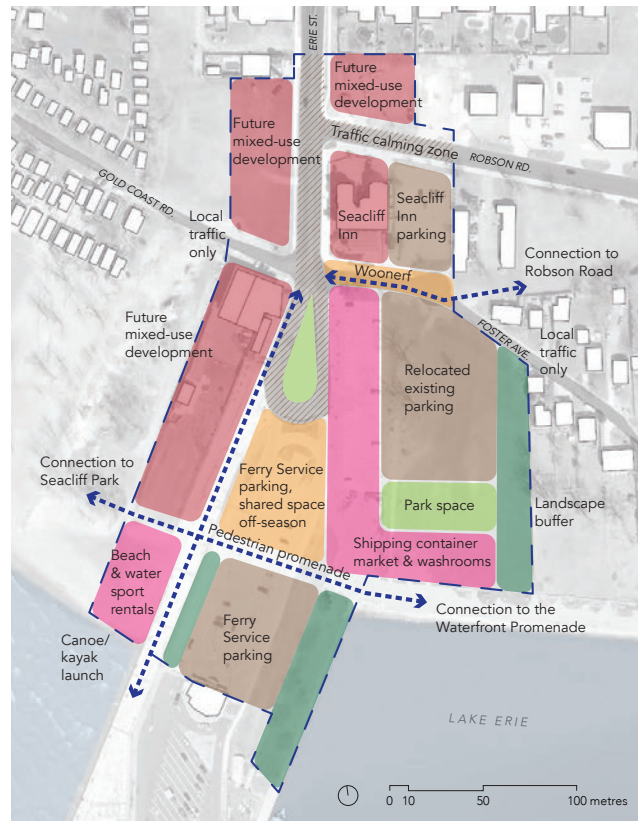 ERIE ST.
Future
mixed-use
development
Future
mixed-use
development
Traffic calming zone
ROBSON RD.
GOLD COAST RD.
Local
traffic
only
Seacliff
Inn
Seacliff
Inn
parking
Connection to
Robson Road
Woonerf
FOSTER AVE.
Local
traffic
only
Future
mixed-use
development
Relocated
existing
parking
Connection to
Seacliff Park
Ferry Service
parking,
shared space
off-season
Park space
Landscape
buffer
Pedestrian promenade
Shipping container
market & washrooms
Beach
& water
sport
rentals
Connection to the
Waterfront Promenade
Canoe/
kayak
launch
Ferry
Service
parking
LAKE ERIE
0 10 50 100 metres